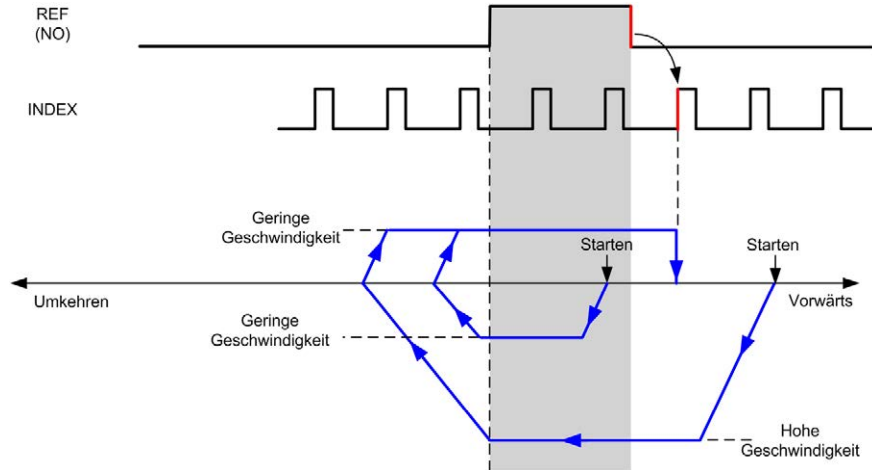 REF
(NO)
INDEX
Geringe
Geschwindigkeit
Starten
Starten
Umkehren
Vorwärts
Geringe
Geschwindigkeit
Hohe
Geschwindigkeit